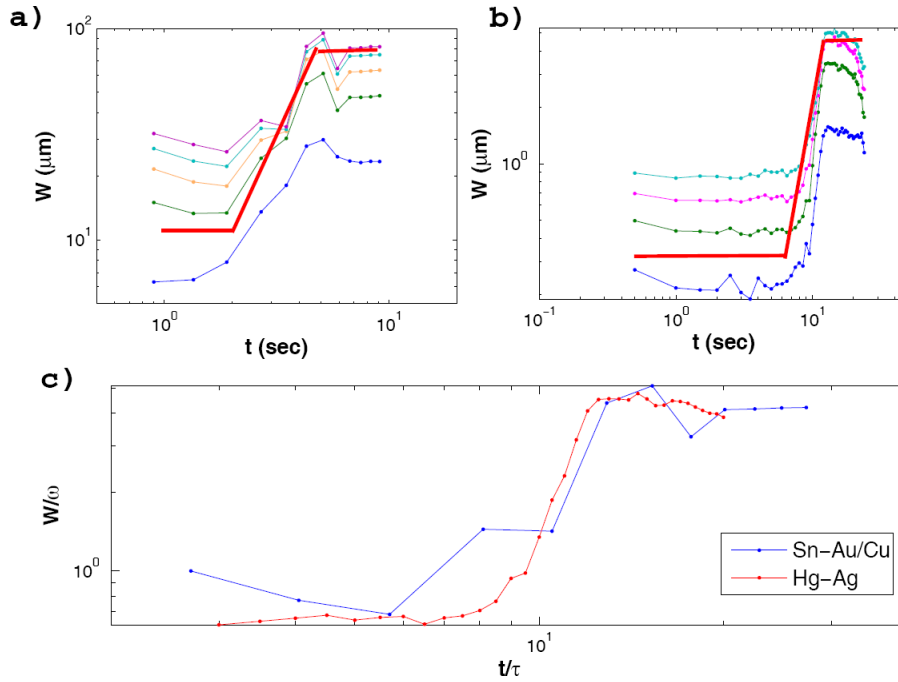 a)
b)
10²
10¹
W (μm)
10⁰
10¹
t (sec)
10⁰
W (μm)
10⁻¹
10⁰
10¹
t (sec)
c)
10⁰
W/ω
10¹
t/τ
Sn-Au/Cu
Hg-Ag